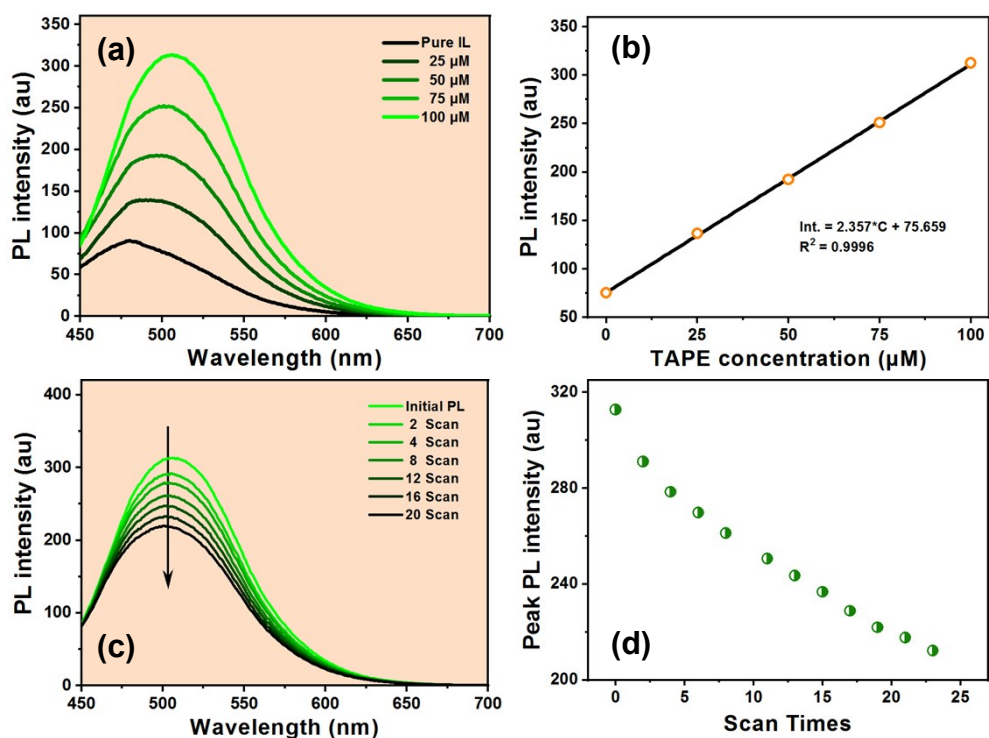 (a)
350
300
250
200
150
100
50
0
PL intensity (au)
Pure IL
25 µM
50 µM
75 µM
100 µM
450 500 550 600 650 700
Wavelength (nm)
(b)
350
300
250
200
150
100
50
PL intensity (au)
Int. = 2.357*C + 75.659
R² = 0.9996
0 25 50 75 100
TAPE concentration (µM)
(c)
400
300
200
100
0
PL intensity (au)
Initial PL
2 Scan
4 Scan
8 Scan
12 Scan
16 Scan
20 Scan
450 500 550 600 650 700
Wavelength (nm)
(d)
320
280
240
200
Peak PL intensity (au)
0 5 10 15 20 25
Scan Times